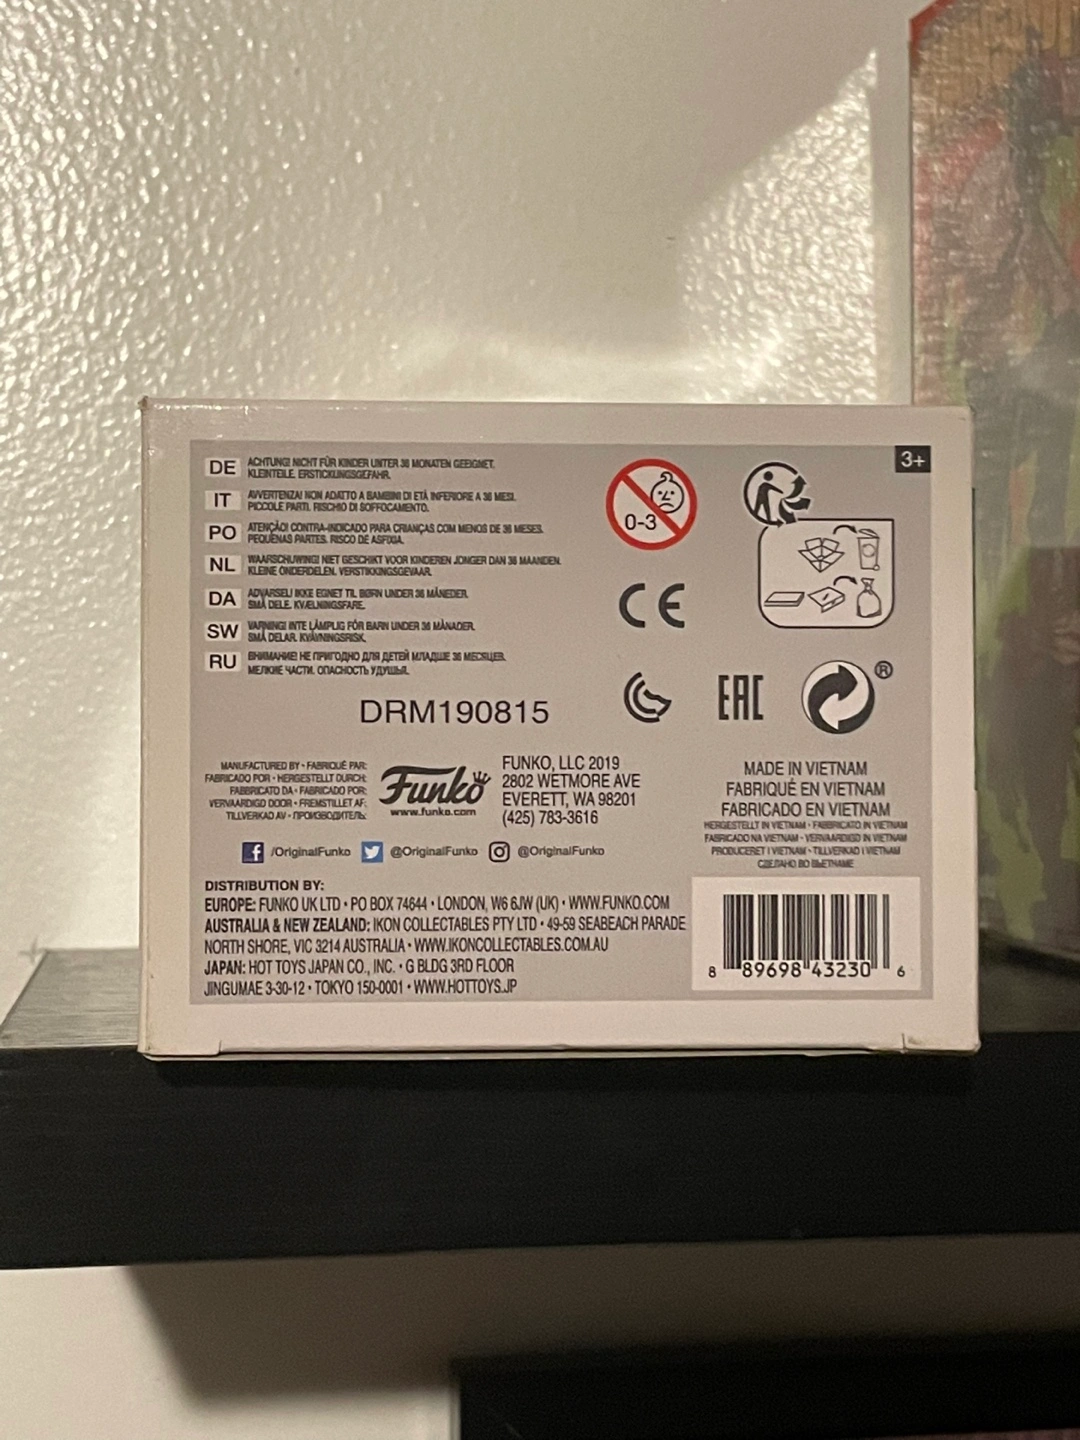 3+
DE ACHTUNG! NICHT FÜR KINDER UNTER 36 MONATEN GEEIGNET.
KLEINTEILE. ERSTICKUNGSGEFAHR.
IT AVVERTENZA! NON ADATTO A BAMBINI DI ETÀ INFERIORE A 36 MESI.
PICCOLE PARTI. RISCHIO DI SOFFOCAMENTO.
PO ATENÇÃO! CONTRA-INDICADO PARA CRIANÇAS COM MENOS DE 36 MESES.
PEQUENAS PARTES. RISCO DE ASFIXIA.
NL WAARSCHUWING! NIET GESCHIKT VOOR KINDEREN JONGER DAN 36 MAANDEN.
KLEINE ONDERDELEN. VERSTIKKINGSGEVAAR.
DA ADVARSEL! IKKE EGNET TIL BØRN UNDER 36 MÅNEDER.
SMÅ DELE. KVÆLNINGSFARE.
SW VARNING! INTE LÄMPLIG FÖR BARN UNDER 36 MÅNADER.
SMÅ DELAR. KVÄVNINGSRISK.
RU ВНИМАНИЕ! НЕ ПРИГОДНО ДЛЯ ДЕТЕЙ МЛАДШЕ 36 МЕСЯЦЕВ.
МЕЛКИЕ ЧАСТИ. ОПАСНОСТЬ УДУШЬЯ.
0-3
CE
EAC
®
DRM190815
MANUFACTURED BY • FABRIQUÉ PAR:
FABRICADO POR • HERGESTELLT DURCH:
FABBRICATO DA • FABRICADO POR:
VERVAARDIGD DOOR • FREMSTILLET AF:
TILLVERKAD AV • ПРОИЗВОДИТЕЛЬ:
Funko
www.funko.com
FUNKO, LLC 2019
2802 WETMORE AVE
EVERETT, WA 98201
(425) 783-3616
f /OriginalFunko @OriginalFunko @OriginalFunko
MADE IN VIETNAM
FABRIQUÉ EN VIETNAM
FABRICADO EN VIETNAM
HERGESTELLT IN VIETNAM • FABBRICATO IN VIETNAM
FABRICADO NA VIETNAM • VERVAARDIGD IN VIETNAM
PRODUCERET I VIETNAM • TILLVERKAD I VIETNAM
СДЕЛАНО ВО ВЬЕТНАМЕ
DISTRIBUTION BY:
EUROPE: FUNKO UK LTD • PO BOX 74644 • LONDON, W6 6JW (UK) • WWW.FUNKO.COM
AUSTRALIA & NEW ZEALAND: IKON COLLECTABLES PTY LTD • 49-59 SEABEACH PARADE
NORTH SHORE, VIC 3214 AUSTRALIA • WWW.IKONCOLLECTABLES.COM.AU
JAPAN: HOT TOYS JAPAN CO., INC. • G BLDG 3RD FLOOR
JINGUMAE 3-30-12 • TOKYO 150-0001 • WWW.HOTTOYS.JP
8 89698 43230 6